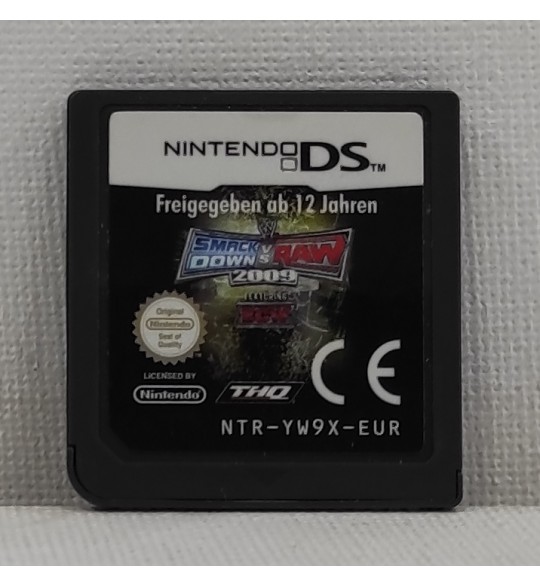 NINTENDO DS™
Freigegeben ab 12 Jahren
SMACK DOWN VS RAW
2009
FEATURING
ECW
Original
Nintendo
Seal of
Quality
LICENSED BY
Nintendo
THQ
CE
NTR-YW9X-EUR